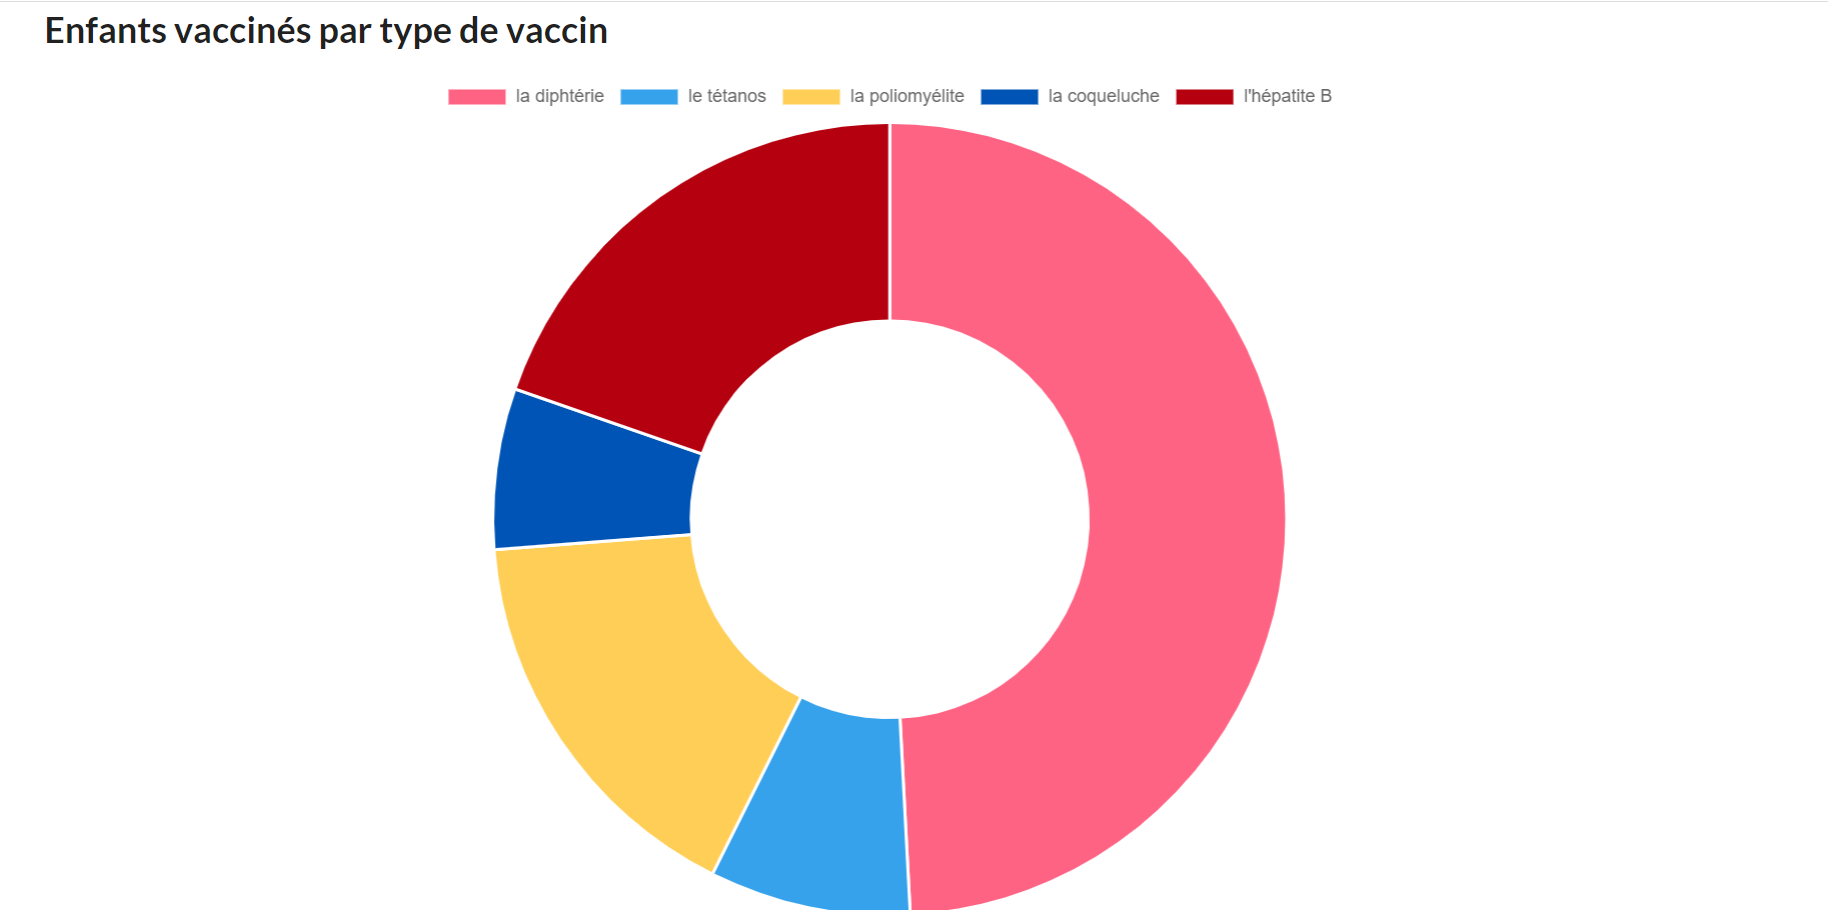 Enfants vaccinés par type de vaccin
la diphtérie le tétanos la poliomyélite la coqueluche l'hépatite B